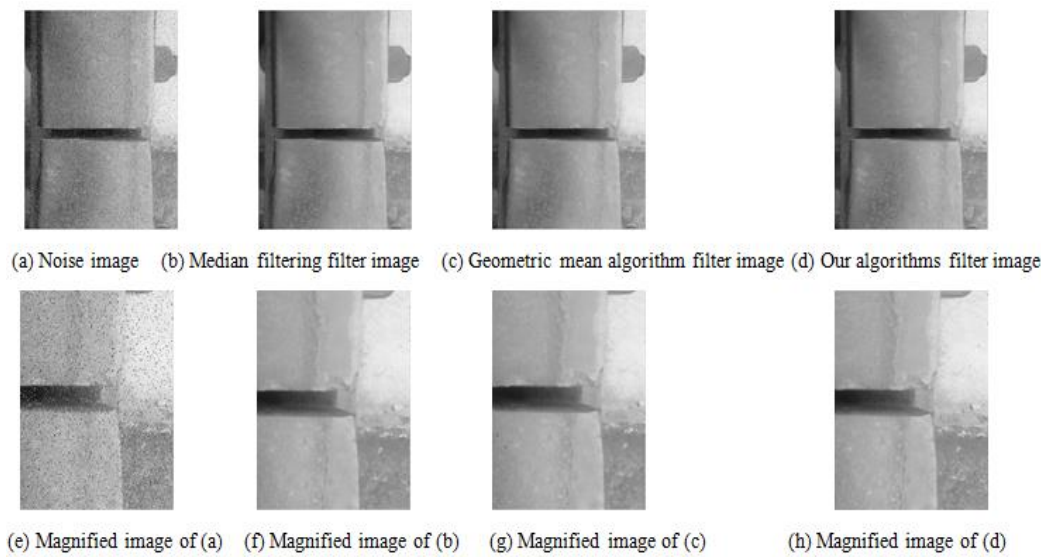 (a) Noise image (b) Median filtering filter image (c) Geometric mean algorithm filter image (d) Our algorithms filter image
(e) Magnified image of (a) (f) Magnified image of (b) (g) Magnified image of (c) (h) Magnified image of (d)